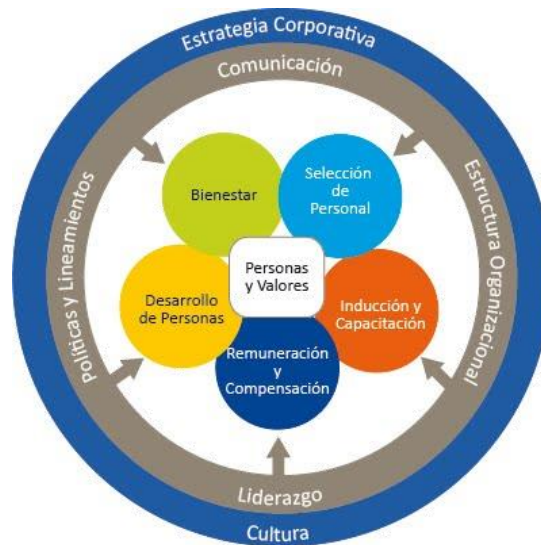 Estrategia Corporativa
Comunicación
Políticas y Lineamientos
Estructura Organizacional
Bienestar
Selección
de
Personal
Personas
y Valores
Desarrollo
de Personas
Inducción y
Capacitación
Remuneración
y
Compensación
Liderazgo
Cultura